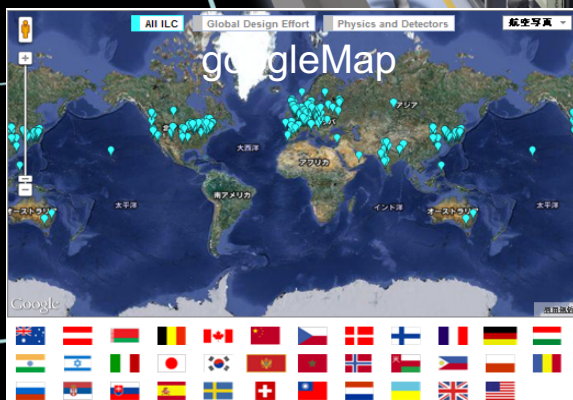 All ILC
Global Design Effort
Physics and Detectors
航空写真
googleMap
アジア
大西洋
アフリカ
太平洋
南アメリカ
インド洋
オーストラリア
オーストラリア
太平洋
Google